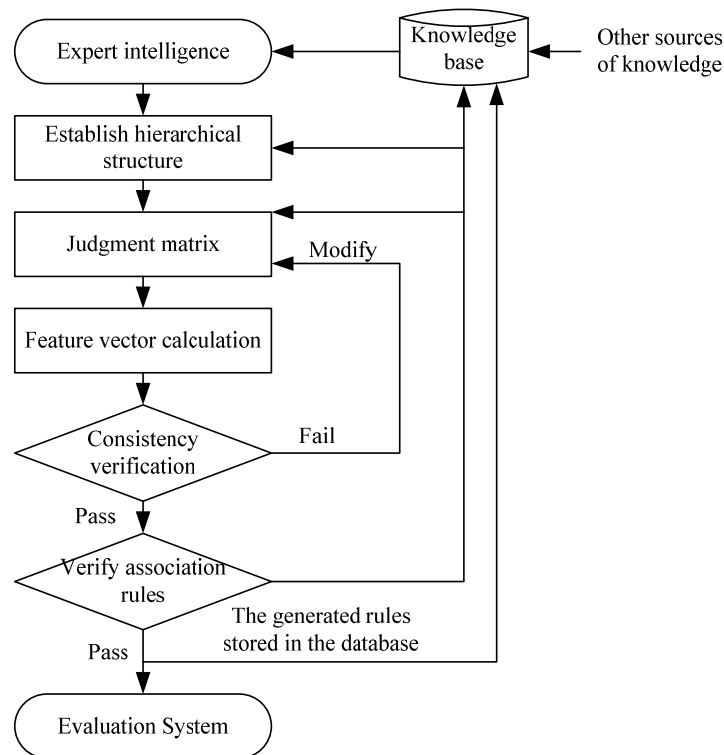 Expert intelligence
Knowledge
base
Other sources
of knowledge
Establish hierarchical
structure
Judgment matrix
Modify
Feature vector calculation
Consistency
verification
Fail
Pass
Verify association
rules
The generated rules
stored in the database
Pass
Evaluation System